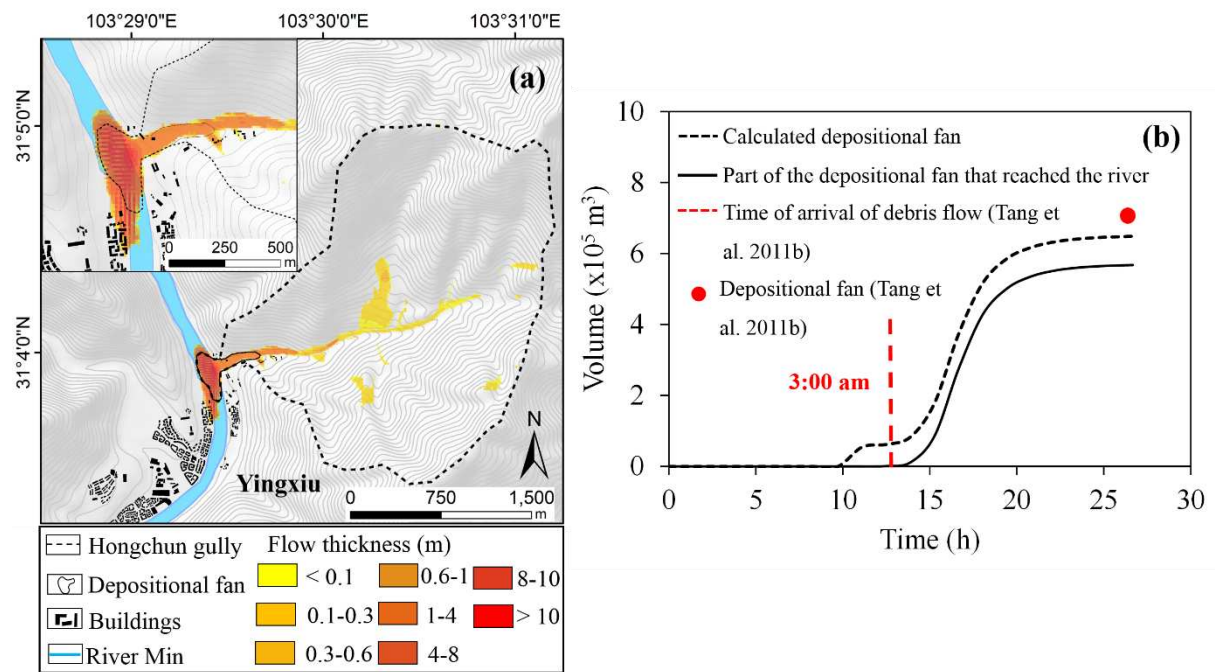 103°29'0"E 103°30'0"E 103°31'0"E
(a)
31°5'0"N
31°4'0"N
0 250 500
m
N
Yingxiu
0 750 1,500
m
Hongchun gully
Depositional fan
Buildings
River Min
Flow thickness (m)
< 0.1
0.1-0.3
0.3-0.6
0.6-1
1-4
4-8
8-10
> 10
(b)
Calculated depositional fan
Part of the depositional fan that reached the river
Time of arrival of debris flow (Tang et
al. 2011b)
Depositional fan (Tang et
al. 2011b)
3:00 am
Volume (x10⁵ m³)
10
8
6
4
2
0
0 5 10 15 20 25 30
Time (h)